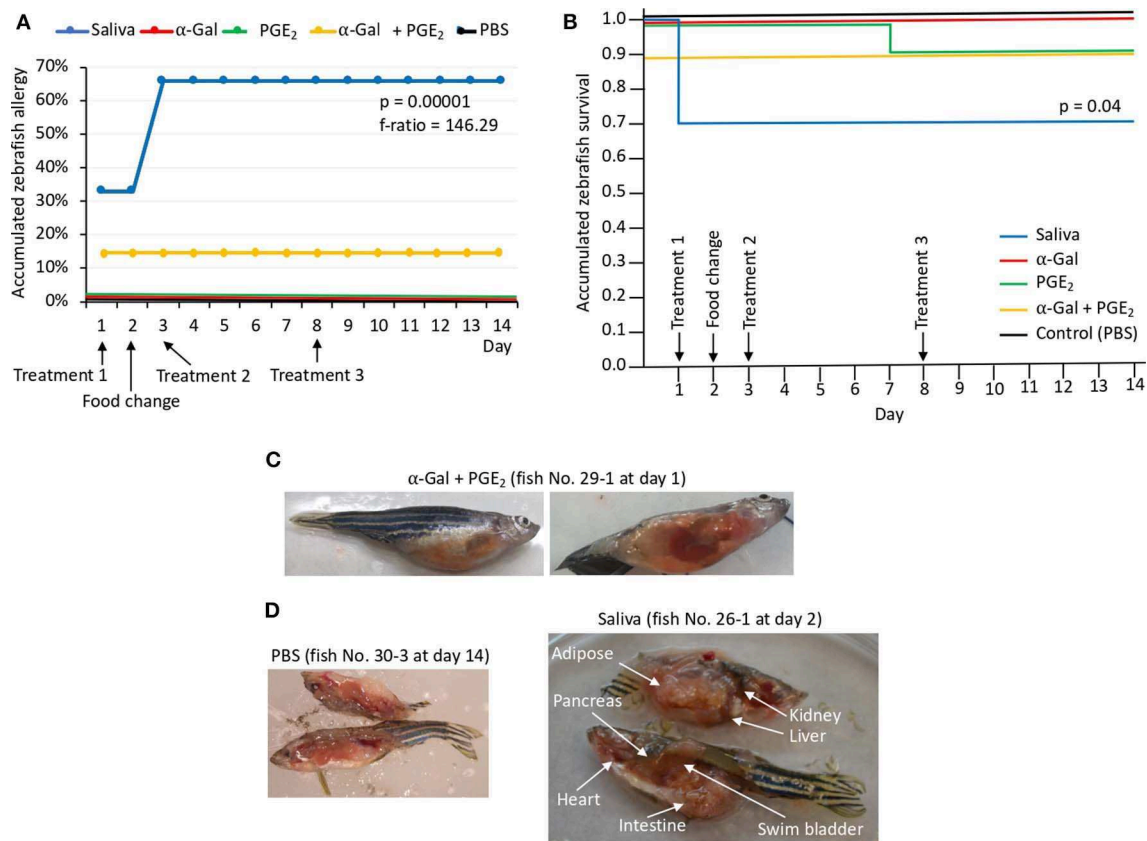 A
Saliva α-Gal PGE₂ α-Gal + PGE₂ PBS
Accumulated zebrafish allergy
70%
60%
50%
40%
30%
20%
10%
0%
p = 0.00001
f-ratio = 146.29
1 2 3 4 5 6 7 8 9 10 11 12 13 14
Day
Treatment 1
Food change
Treatment 2
Treatment 3
B
Accumulated zebrafish survival
1.0
0.9
0.8
0.7
0.6
0.5
0.4
0.3
0.2
0.1
0.0
p = 0.04
Treatment 1
Food change
Treatment 2
Treatment 3
Saliva
α-Gal
PGE₂
α-Gal + PGE₂
Control (PBS)
1 2 3 4 5 6 7 8 9 10 11 12 13 14
Day
C
α-Gal + PGE₂ (fish No. 29-1 at day 1)
D
PBS (fish No. 30-3 at day 14)
Saliva (fish No. 26-1 at day 2)
Adipose
Pancreas
Kidney
Liver
Heart
Intestine
Swim bladder